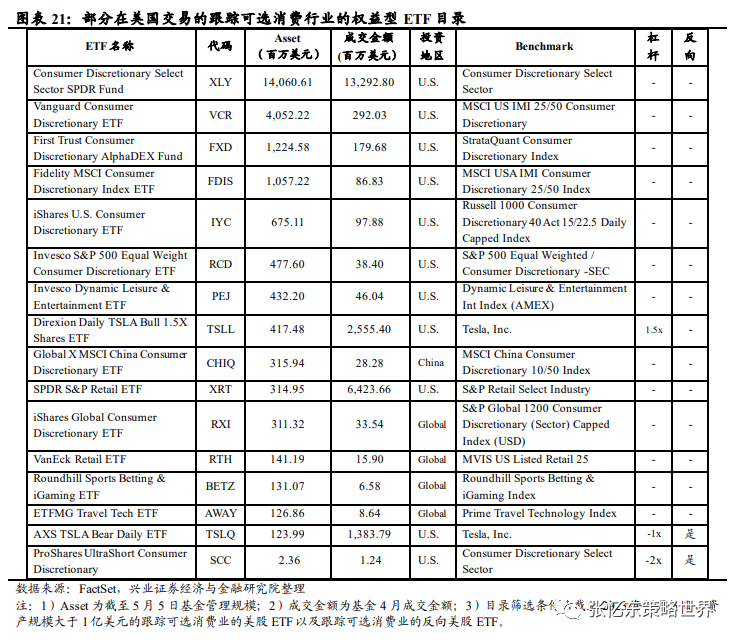 图表 21：部分在美国交易的跟踪可选消费行业的权益型 ETF 目录
ETF 名称 代码 Asset（百万美元） 成交金额（百万美元） 投资地区 Benchmark 杠杆 反向
Consumer Discretionary Select Sector SPDR Fund XLY 14,060.61 13,292.80 U.S. Consumer Discretionary Select Sector - -
Vanguard Consumer Discretionary ETF VCR 4,052.22 292.03 U.S. MSCI US IMI 25/50 Consumer Discretionary - -
First Trust Consumer Discretionary AlphaDEX Fund FXD 1,224.58 179.68 U.S. StrataQuant Consumer Discretionary Index - -
Fidelity MSCI Consumer Discretionary Index ETF FDIS 1,057.22 86.83 U.S. MSCI USA IMI Consumer Discretionary 25/50 Index - -
iShares U.S. Consumer Discretionary ETF IYC 675.11 97.88 U.S. Russell 1000 Consumer Discretionary 40 Act 15/22.5 Daily Capped Index - -
Invesco S&P 500 Equal Weight Consumer Discretionary ETF RCD 477.60 38.40 U.S. S&P 500 Equal Weighted / Consumer Discretionary -SEC - -
Invesco Dynamic Leisure & Entertainment ETF PEJ 432.20 46.04 U.S. Dynamic Leisure & Entertainment Int Index (AMEX) - -
Direxion Daily TSLA Bull 1.5X Shares ETF TSLL 417.48 2,555.40 U.S. Tesla, Inc. 1.5x -
Global X MSCI China Consumer Discretionary ETF CHIQ 315.94 28.28 China MSCI China Consumer Discretionary 10/50 Index - -
SPDR S&P Retail ETF XRT 314.95 6,423.66 U.S. S&P Retail Select Industry - -
iShares Global Consumer Discretionary ETF RXI 311.32 33.54 Global S&P Global 1200 Consumer Discretionary (Sector) Capped Index (USD) - -
VanEck Retail ETF RTH 141.19 15.90 Global MVIS US Listed Retail 25 - -
Roundhill Sports Betting & iGaming ETF BETZ 131.07 6.58 Global Roundhill Sports Betting & iGaming Index - -
ETFMG Travel Tech ETF AWAY 126.86 8.64 Global Prime Travel Technology Index - -
AXS TSLA Bear Daily ETF TSLQ 123.99 1,383.79 U.S. Tesla, Inc. -1x 是
ProShares UltraShort Consumer Discretionary SCC 2.36 1.24 U.S. Consumer Discretionary Select Sector -2x 是
数据来源：FactSet，兴业证券经济与金融研究院整理
注：1）Asset 为截至 5 月 5 日基金管理规模；2）成交金额为基金 4 月成交金额；3）目录筛选条件
产规模大于 1 亿美元的跟踪可选消费业的美股 ETF 以及跟踪可选消费业的反向美股 ETF。
张忆东策略世界